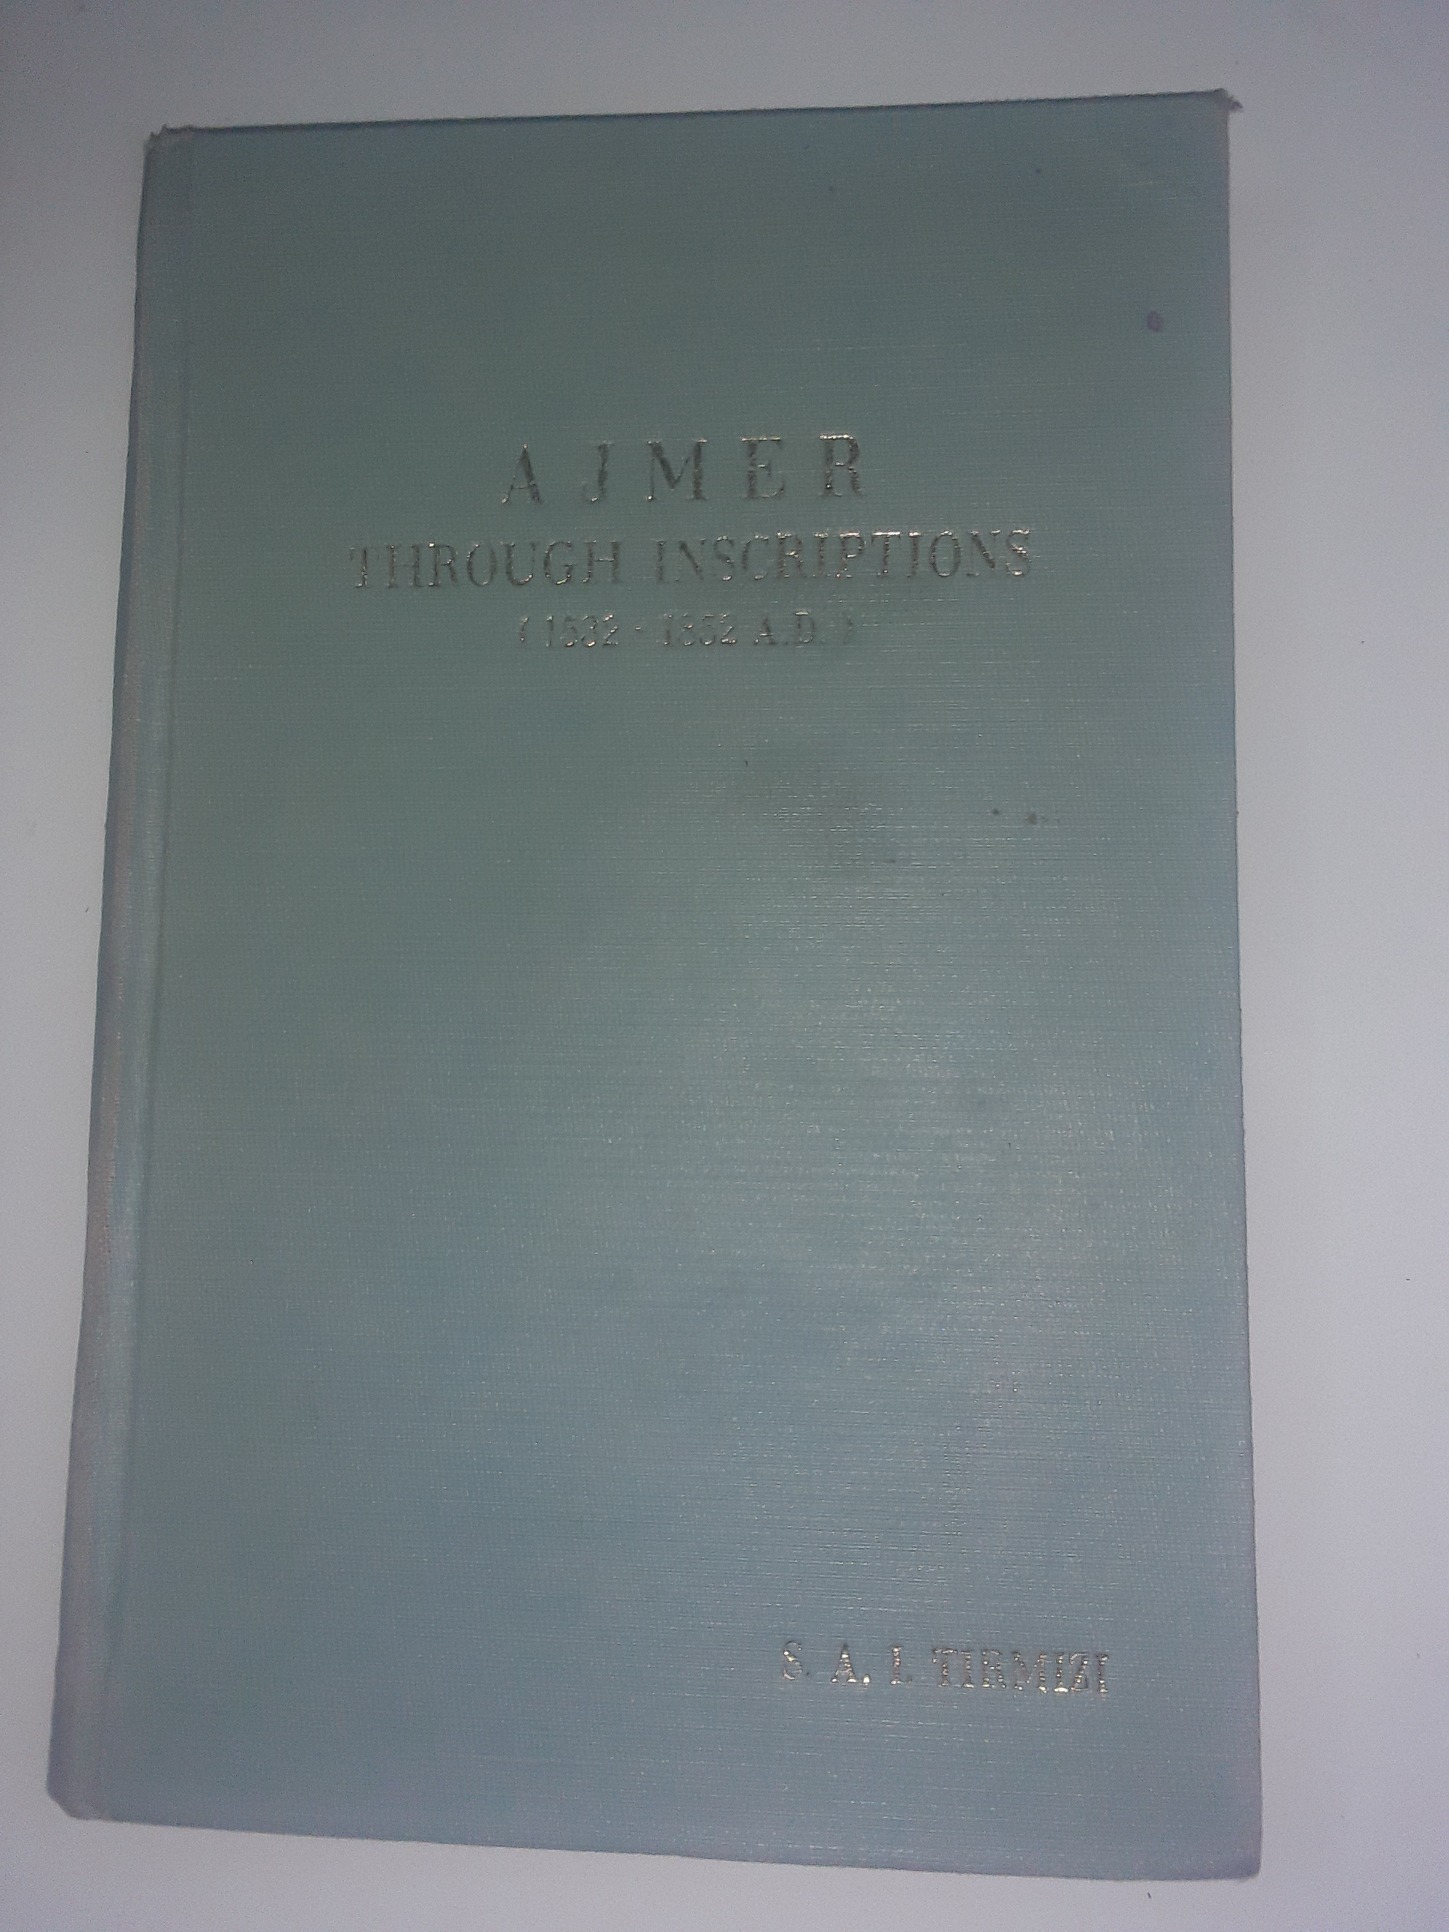 AJMER
THROUGH INSCRIPTIONS
(1532 - 1852 A.D.)
S. A. I. TIRMIZI